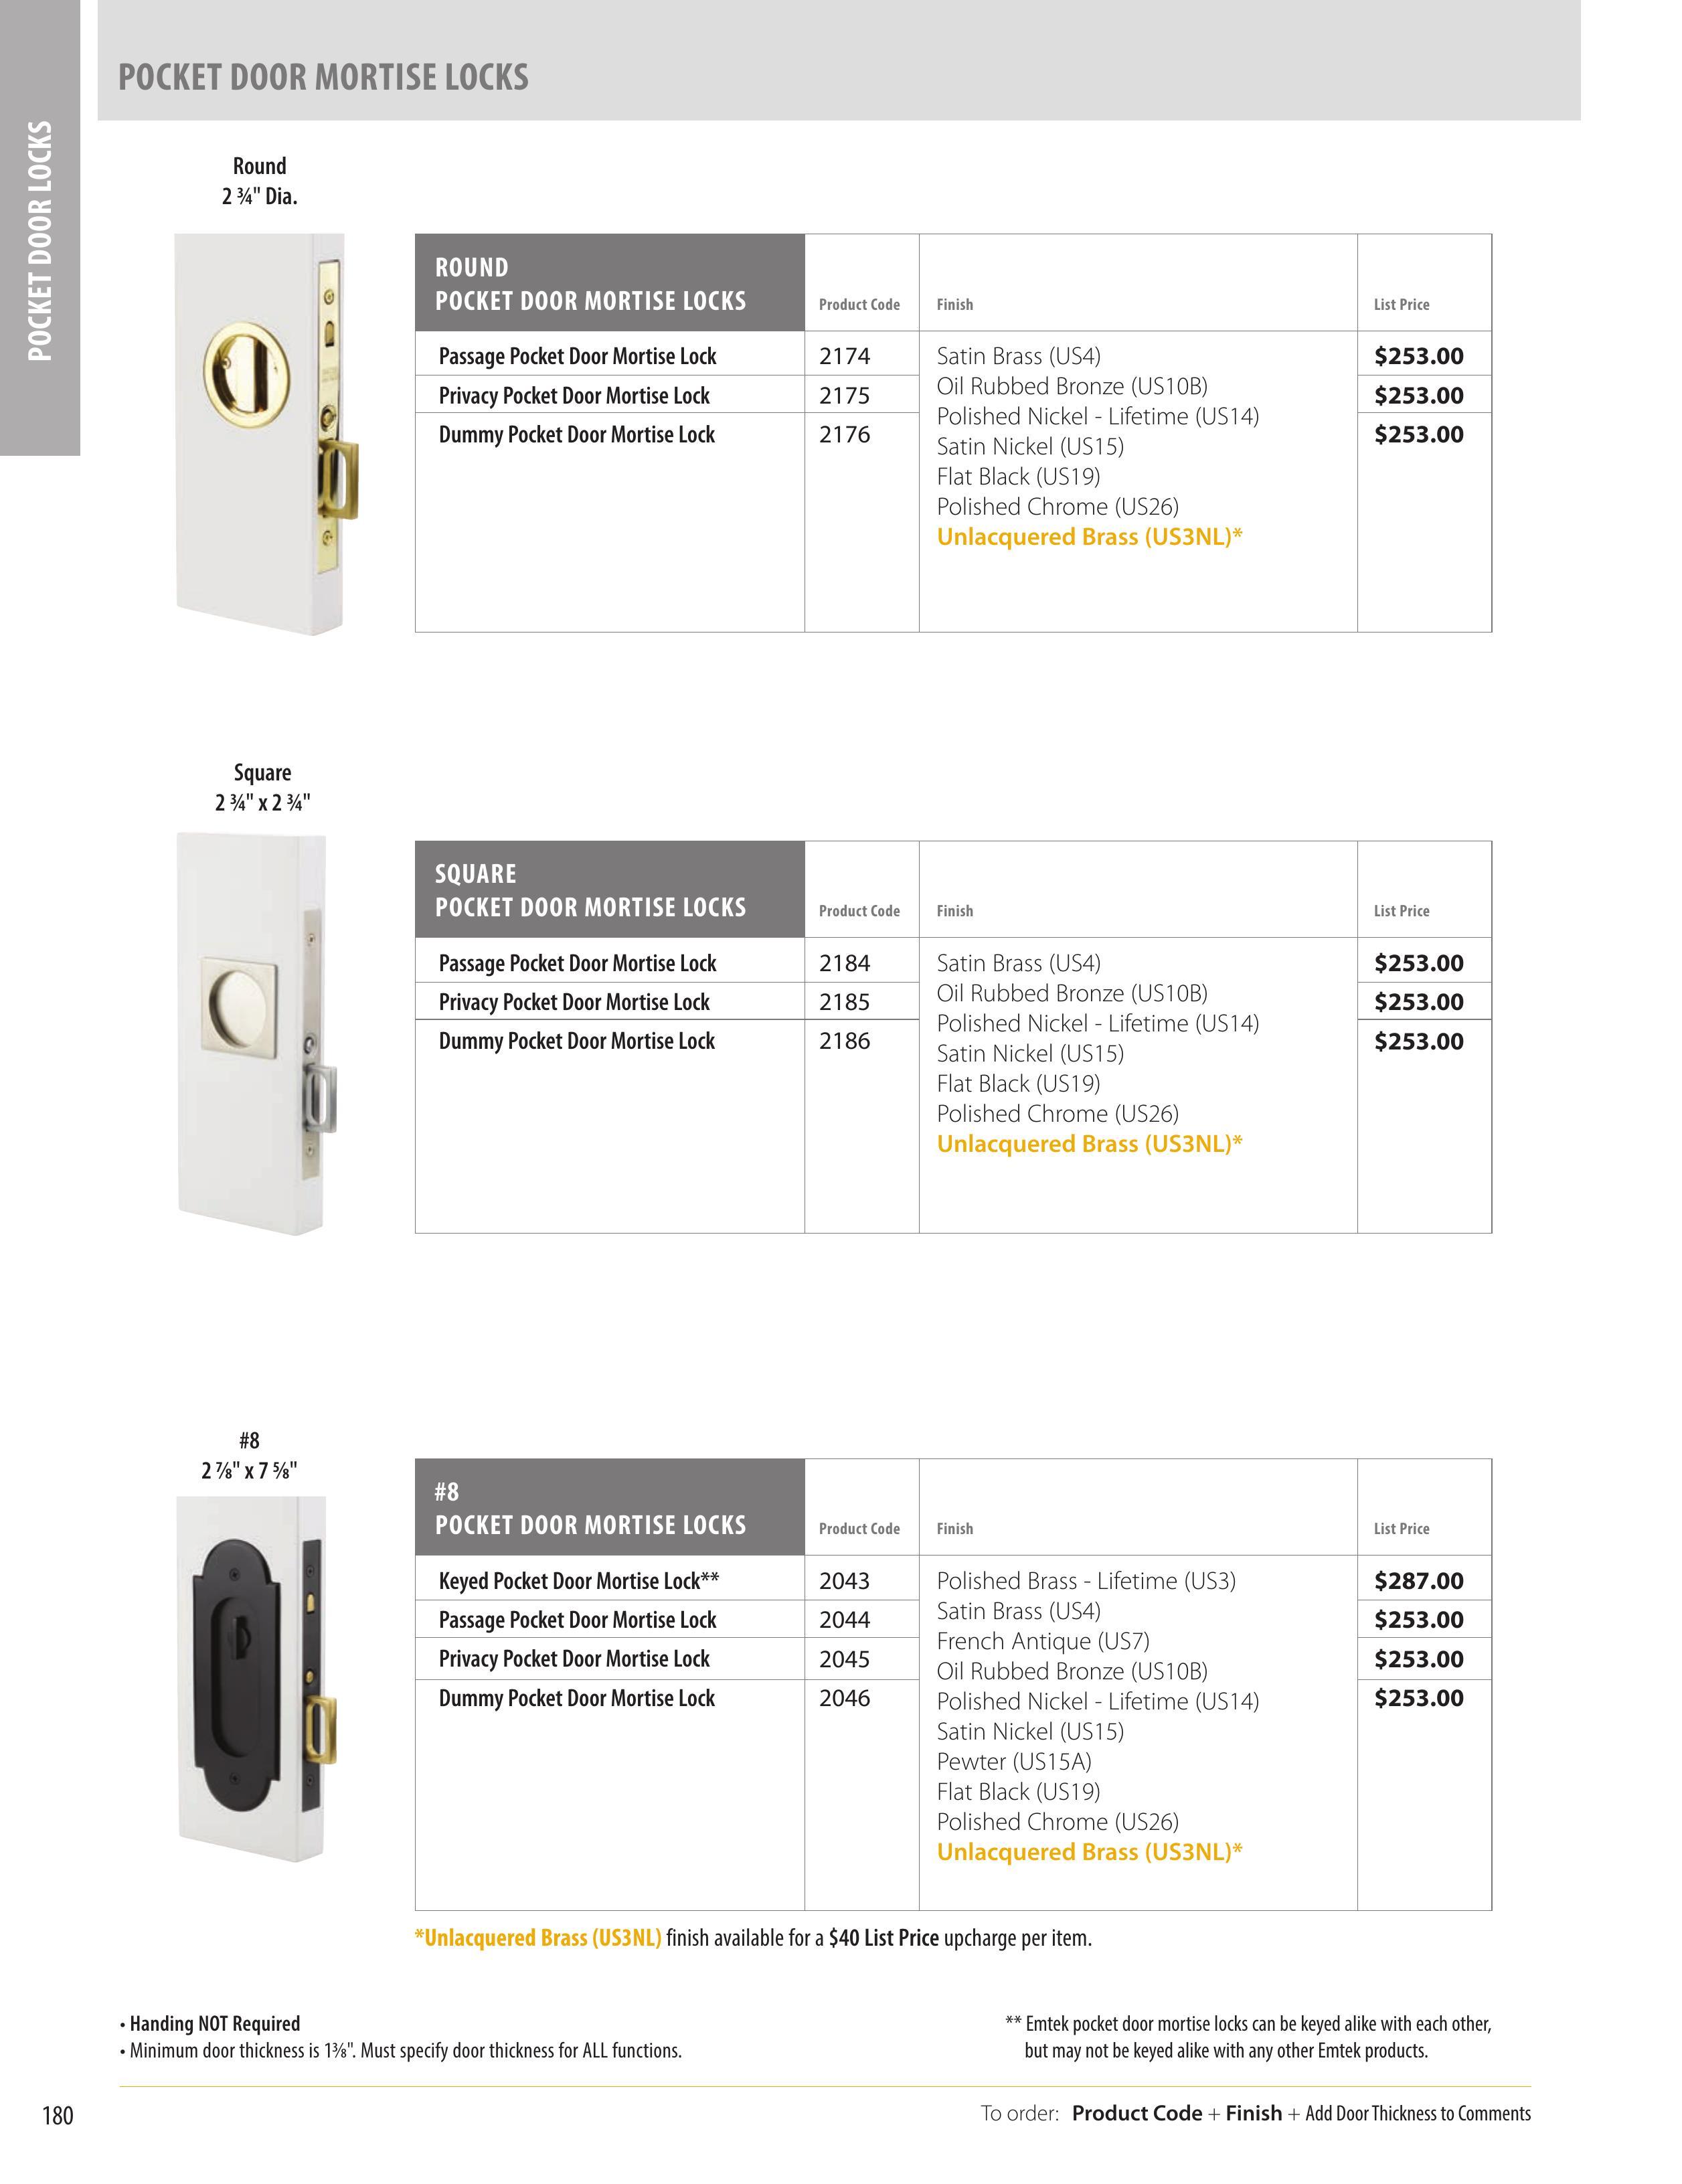 POCKET DOOR MORTISE LOCKS
POCKET DOOR LOCKS
Round
2 ¾" Dia.
ROUND
POCKET DOOR MORTISE LOCKS
Product Code
Finish
List Price
Passage Pocket Door Mortise Lock
2174
Satin Brass (US4)
$253.00
Oil Rubbed Bronze (US10B)
Privacy Pocket Door Mortise Lock
2175
$253.00
Polished Nickel - Lifetime (US14)
Dummy Pocket Door Mortise Lock
2176
$253.00
Satin Nickel (US15)
Flat Black (US19)
Polished Chrome (US26)
Unlacquered Brass (US3NL)*
Square
2 ¾" x 2 ¾"
SQUARE
POCKET DOOR MORTISE LOCKS
Product Code
Finish
List Price
Passage Pocket Door Mortise Lock
2184
Satin Brass (US4)
$253.00
Oil Rubbed Bronze (US10B)
Privacy Pocket Door Mortise Lock
2185
$253.00
Polished Nickel - Lifetime (US14)
Dummy Pocket Door Mortise Lock
2186
$253.00
Satin Nickel (US15)
Flat Black (US19)
Polished Chrome (US26)
Unlacquered Brass (US3NL)*
#8
2 ⅞" x 7 ⅝"
#8
POCKET DOOR MORTISE LOCKS
Product Code
Finish
List Price
Keyed Pocket Door Mortise Lock**
2043
Polished Brass - Lifetime (US3)
$287.00
Satin Brass (US4)
Passage Pocket Door Mortise Lock
2044
$253.00
French Antique (US7)
Privacy Pocket Door Mortise Lock
2045
$253.00
Oil Rubbed Bronze (US10B)
Dummy Pocket Door Mortise Lock
2046
Polished Nickel - Lifetime (US14)
$253.00
Satin Nickel (US15)
Pewter (US15A)
Flat Black (US19)
Polished Chrome (US26)
Unlacquered Brass (US3NL)*
*Unlacquered Brass (US3NL) finish available for a $40 List Price upcharge per item.
• Handing NOT Required
• Minimum door thickness is 1⅜". Must specify door thickness for ALL functions.
** Emtek pocket door mortise locks can be keyed alike with each other,
but may not be keyed alike with any other Emtek products.
180
To order: Product Code + Finish + Add Door Thickness to Comments